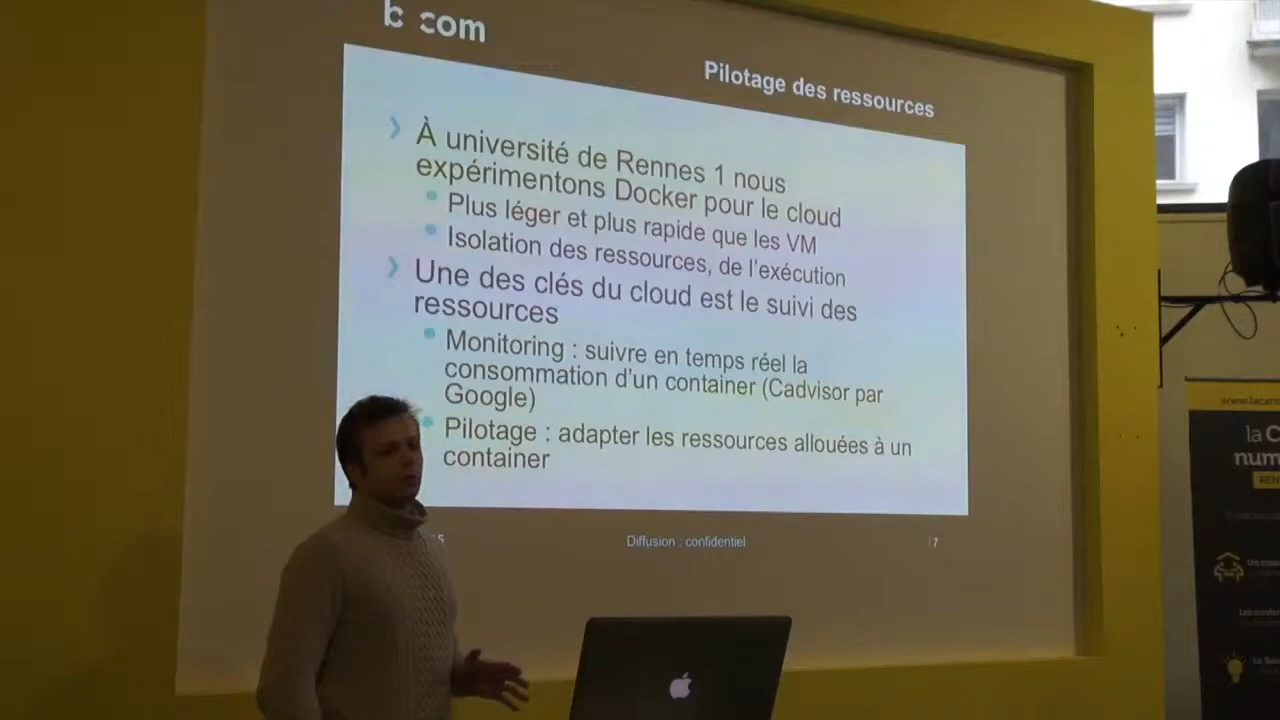 b com
Pilotage des ressources
À université de Rennes 1 nous
expérimentons Docker pour le cloud
Plus léger et plus rapide que les VM
Isolation des ressources, de l'exécution
Une des clés du cloud est le suivi des
ressources
Monitoring : suivre en temps réel la
consommation d'un container (Cadvisor par
Google)
Pilotage : adapter les ressources allouées à un
container
Diffusion : confidentiel
/ 7
la